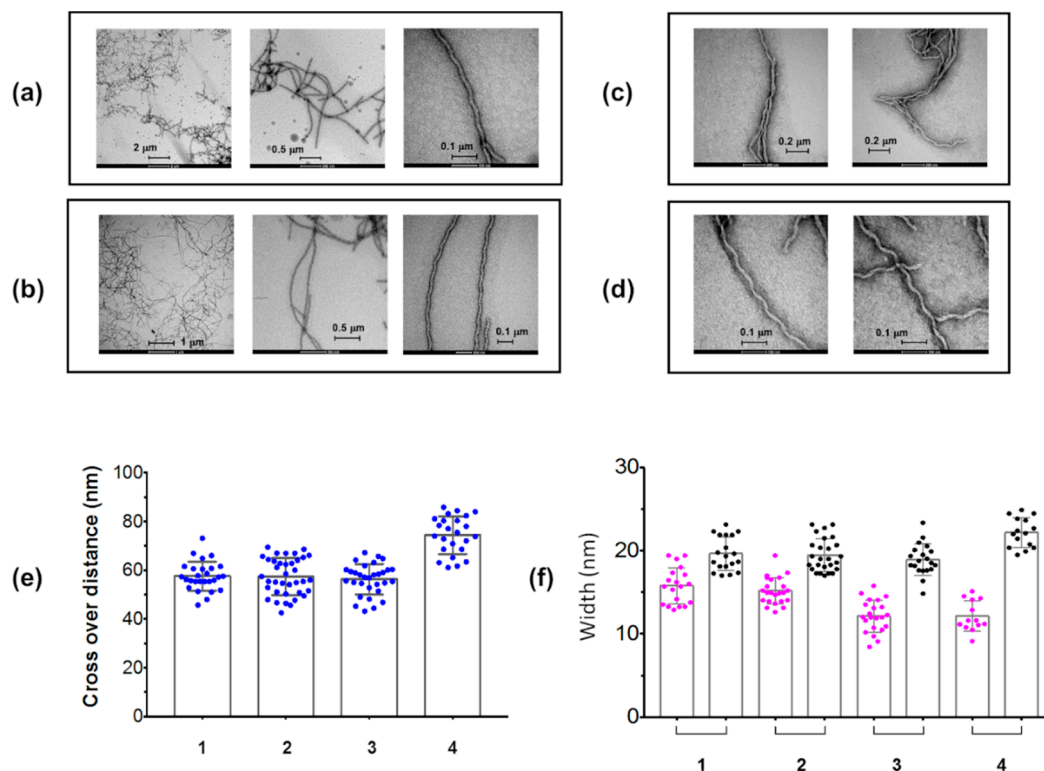 (a)
2 μm
0.5 μm
0.1 μm
(c)
0.2 μm
0.2 μm
(b)
1 μm
0.5 μm
0.1 μm
(d)
0.1 μm
0.1 μm
(e)
Cross over distance (nm)
100
80
60
40
20
0
1 2 3 4
(f)
Width (nm)
30
20
10
0
1 2 3 4